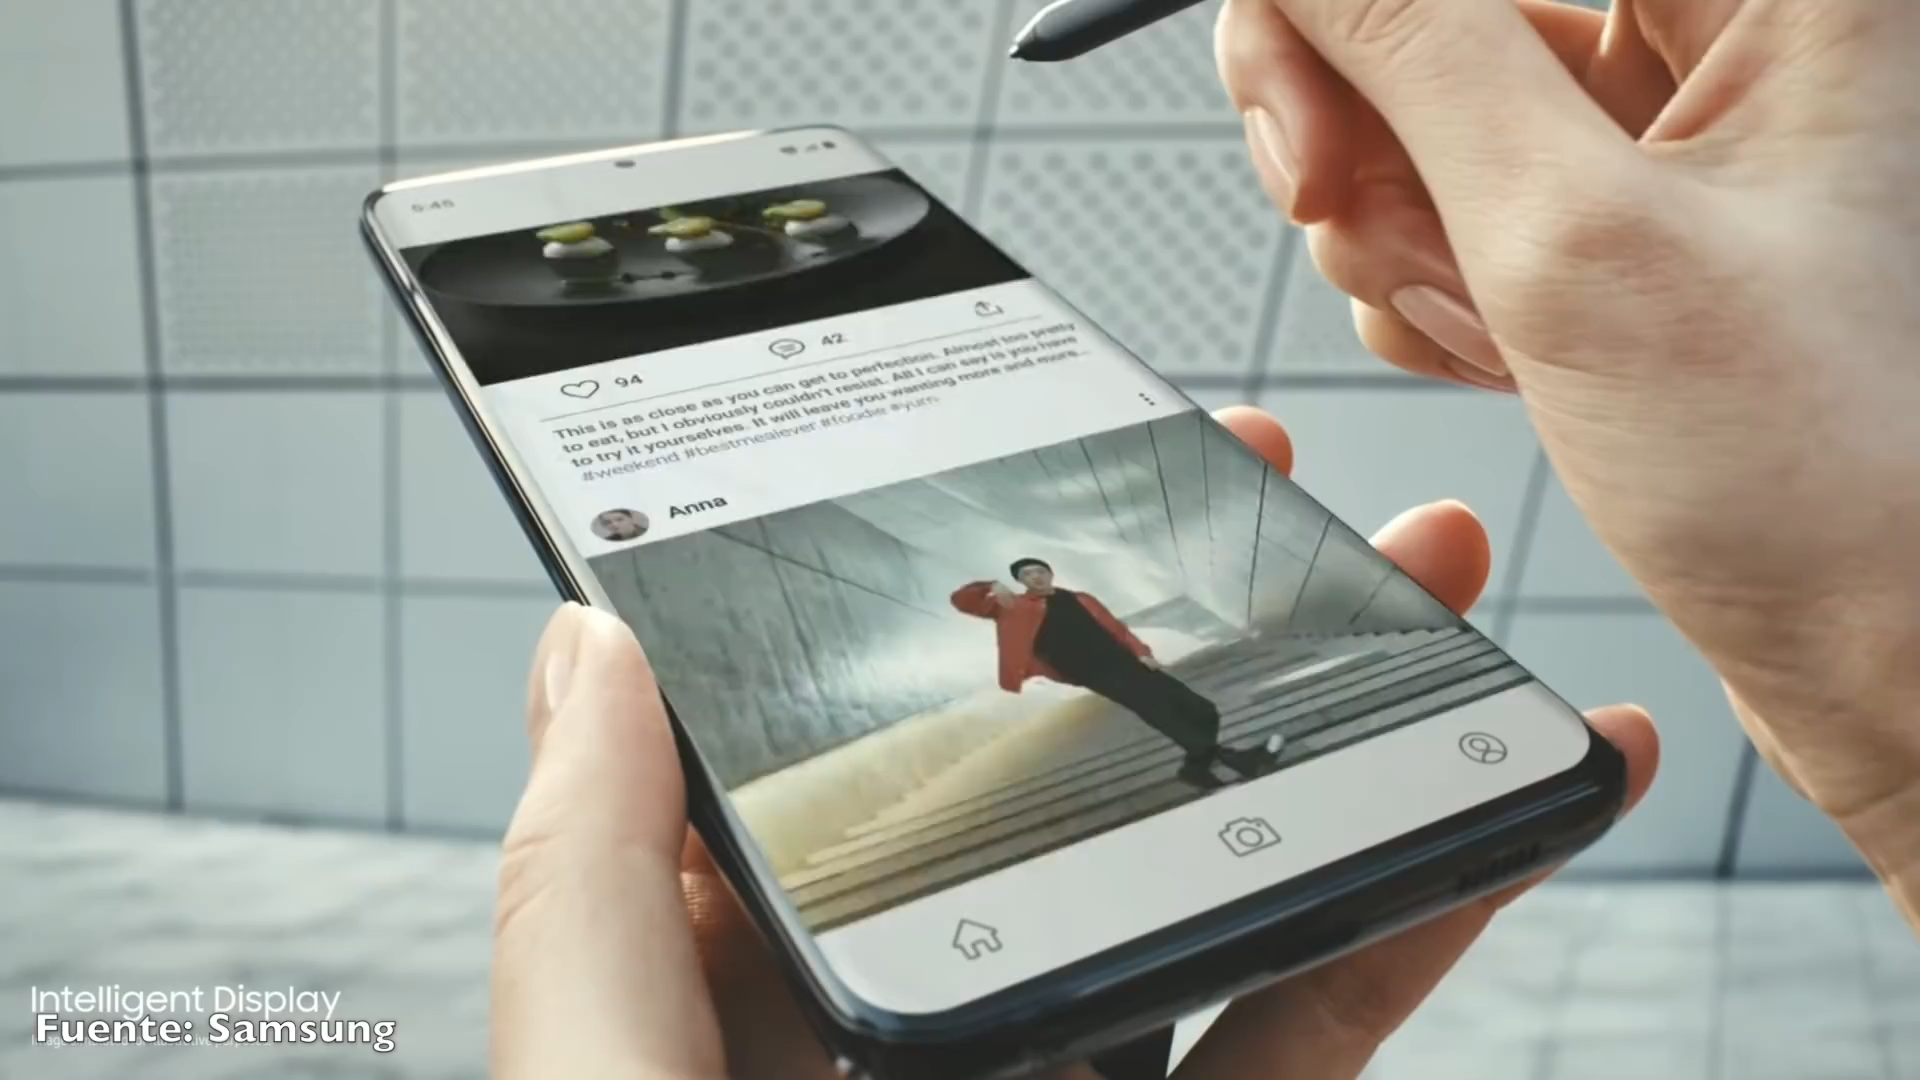 5:45
94
42
This is as close as you can get to perfection. Almost too pretty
to eat, but I obviously couldn't resist. All I can say is you have
to try it yourselves. It will leave you wanting more and more...
#weekend #bestmealever #foodie #yum
Anna
Intelligent Display
Fuente: Samsung